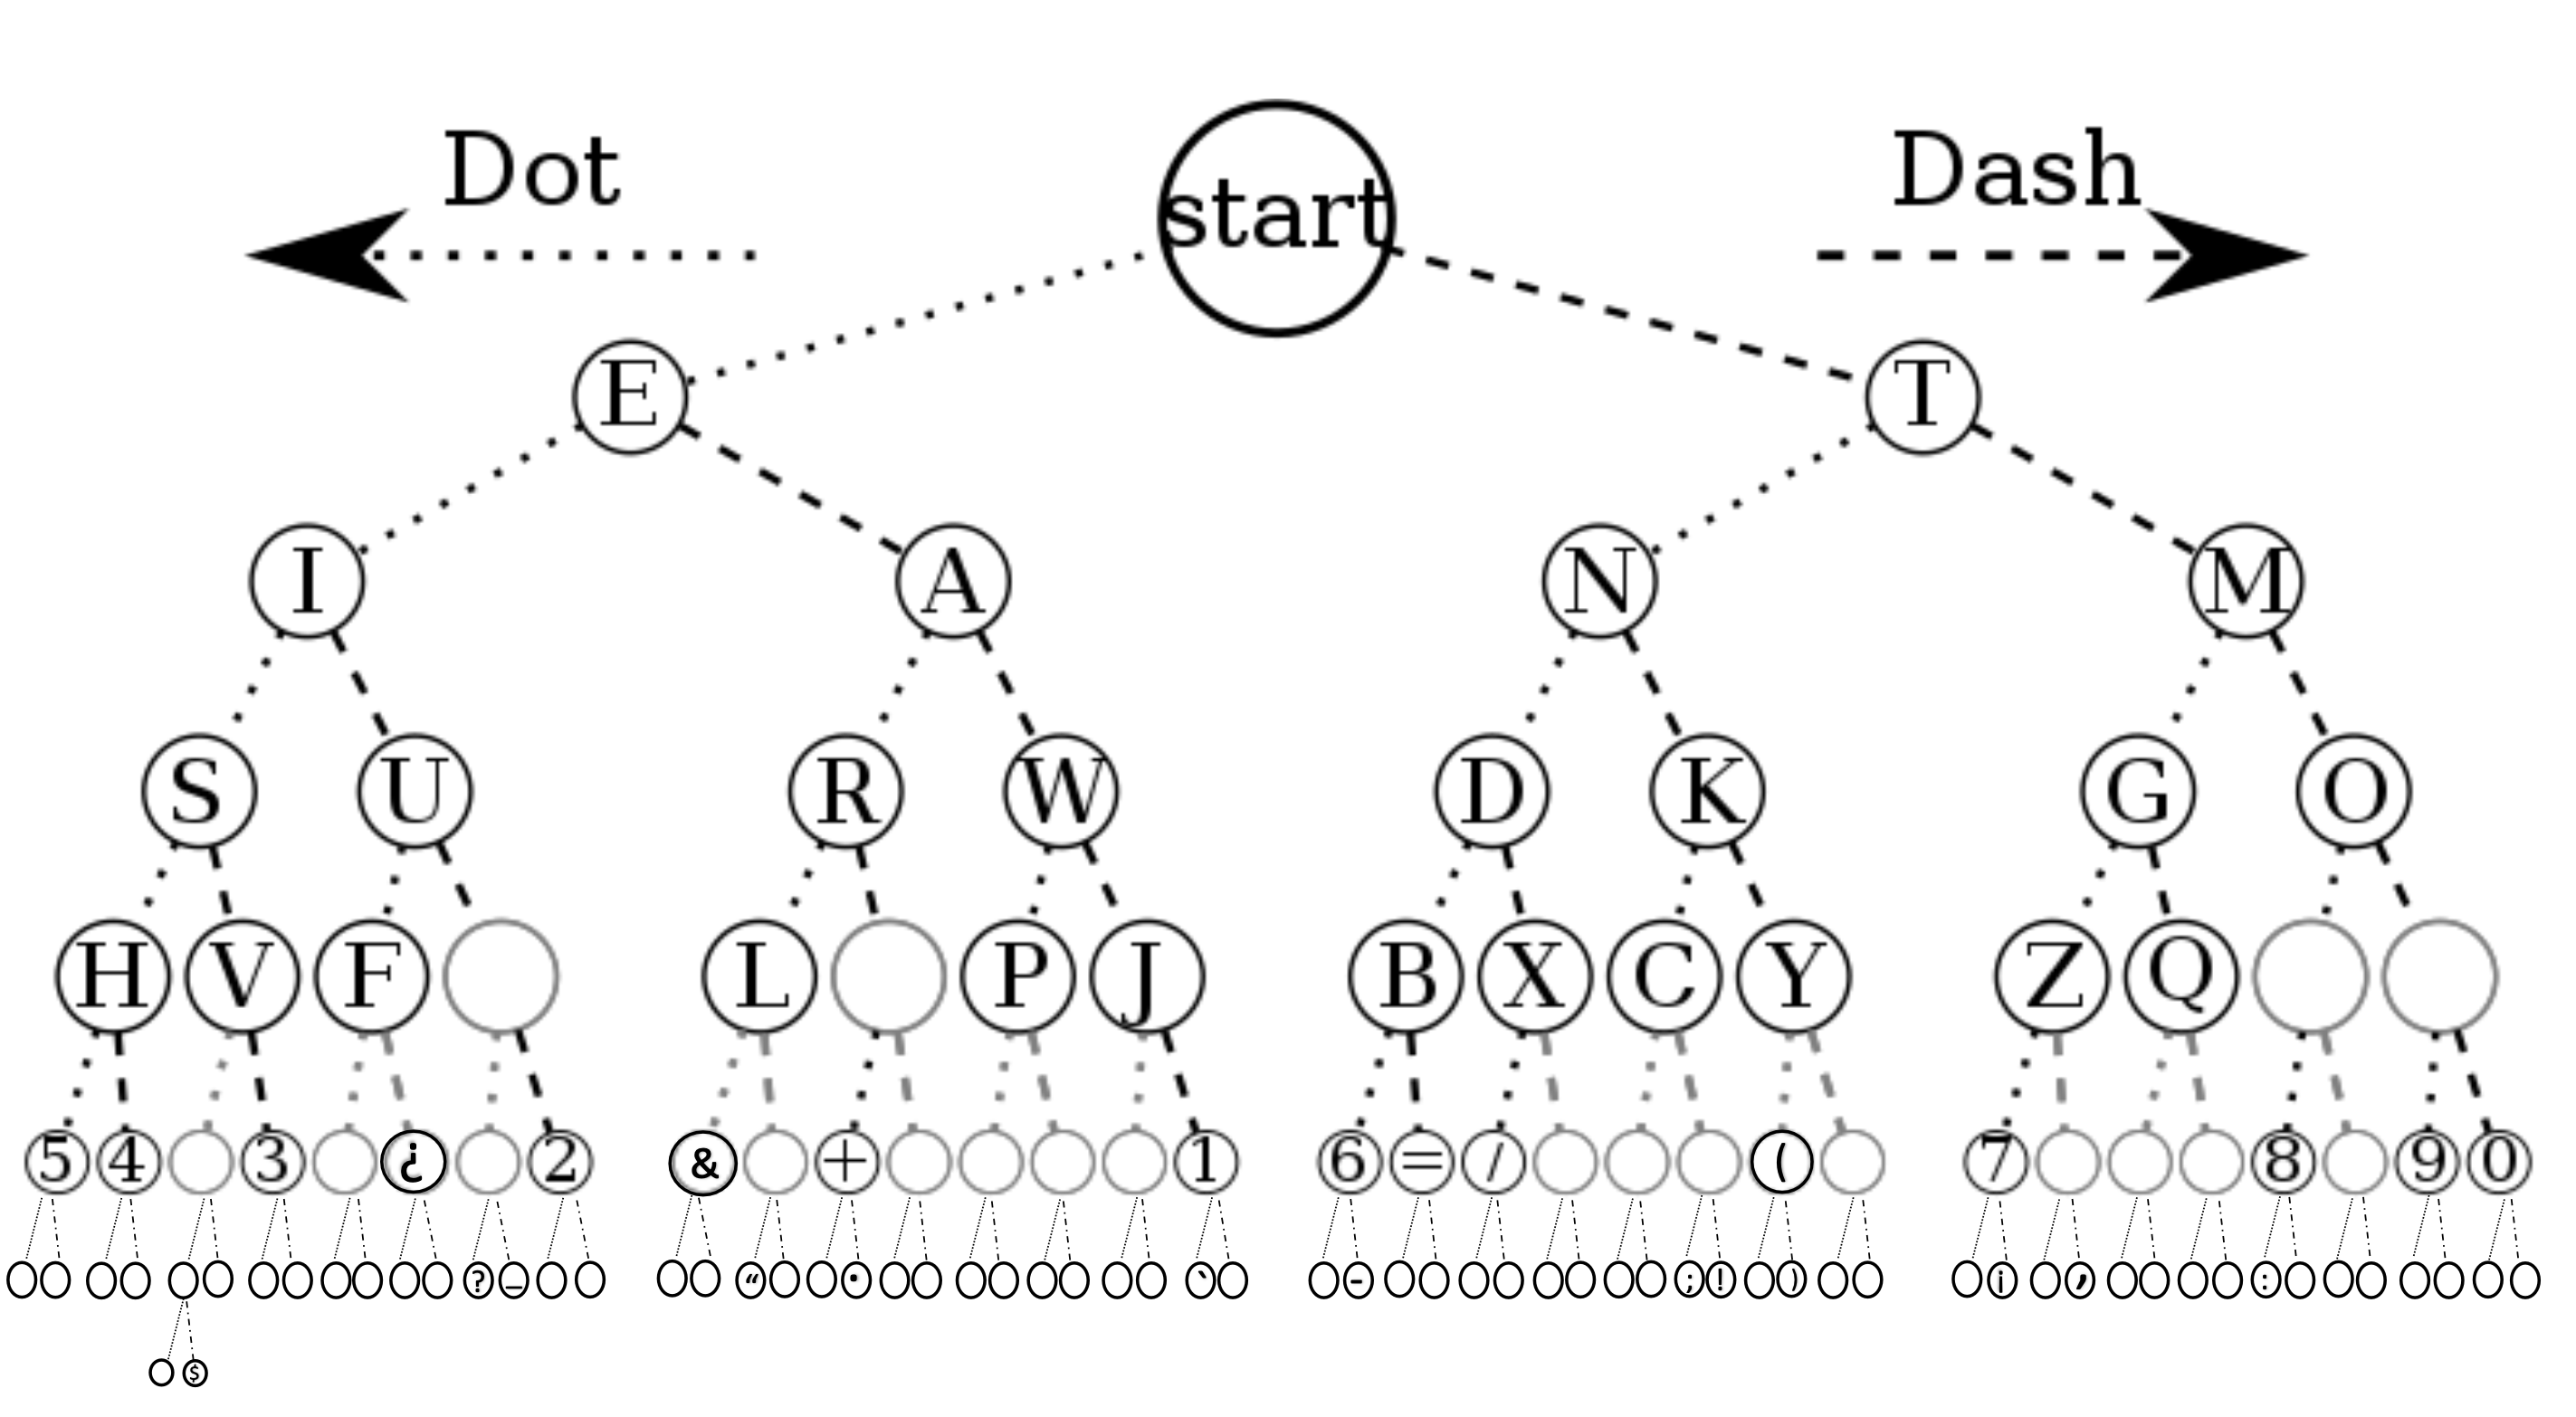 Dot start Dash
E T
I A N M
S U R W D K G O
H V F L P J B X C Y Z Q
5 4 3 ¿ 2 & + 1 6 = / ( 7 8 9 0
? _ “ • ` - ; ! ) ¡ , :
$